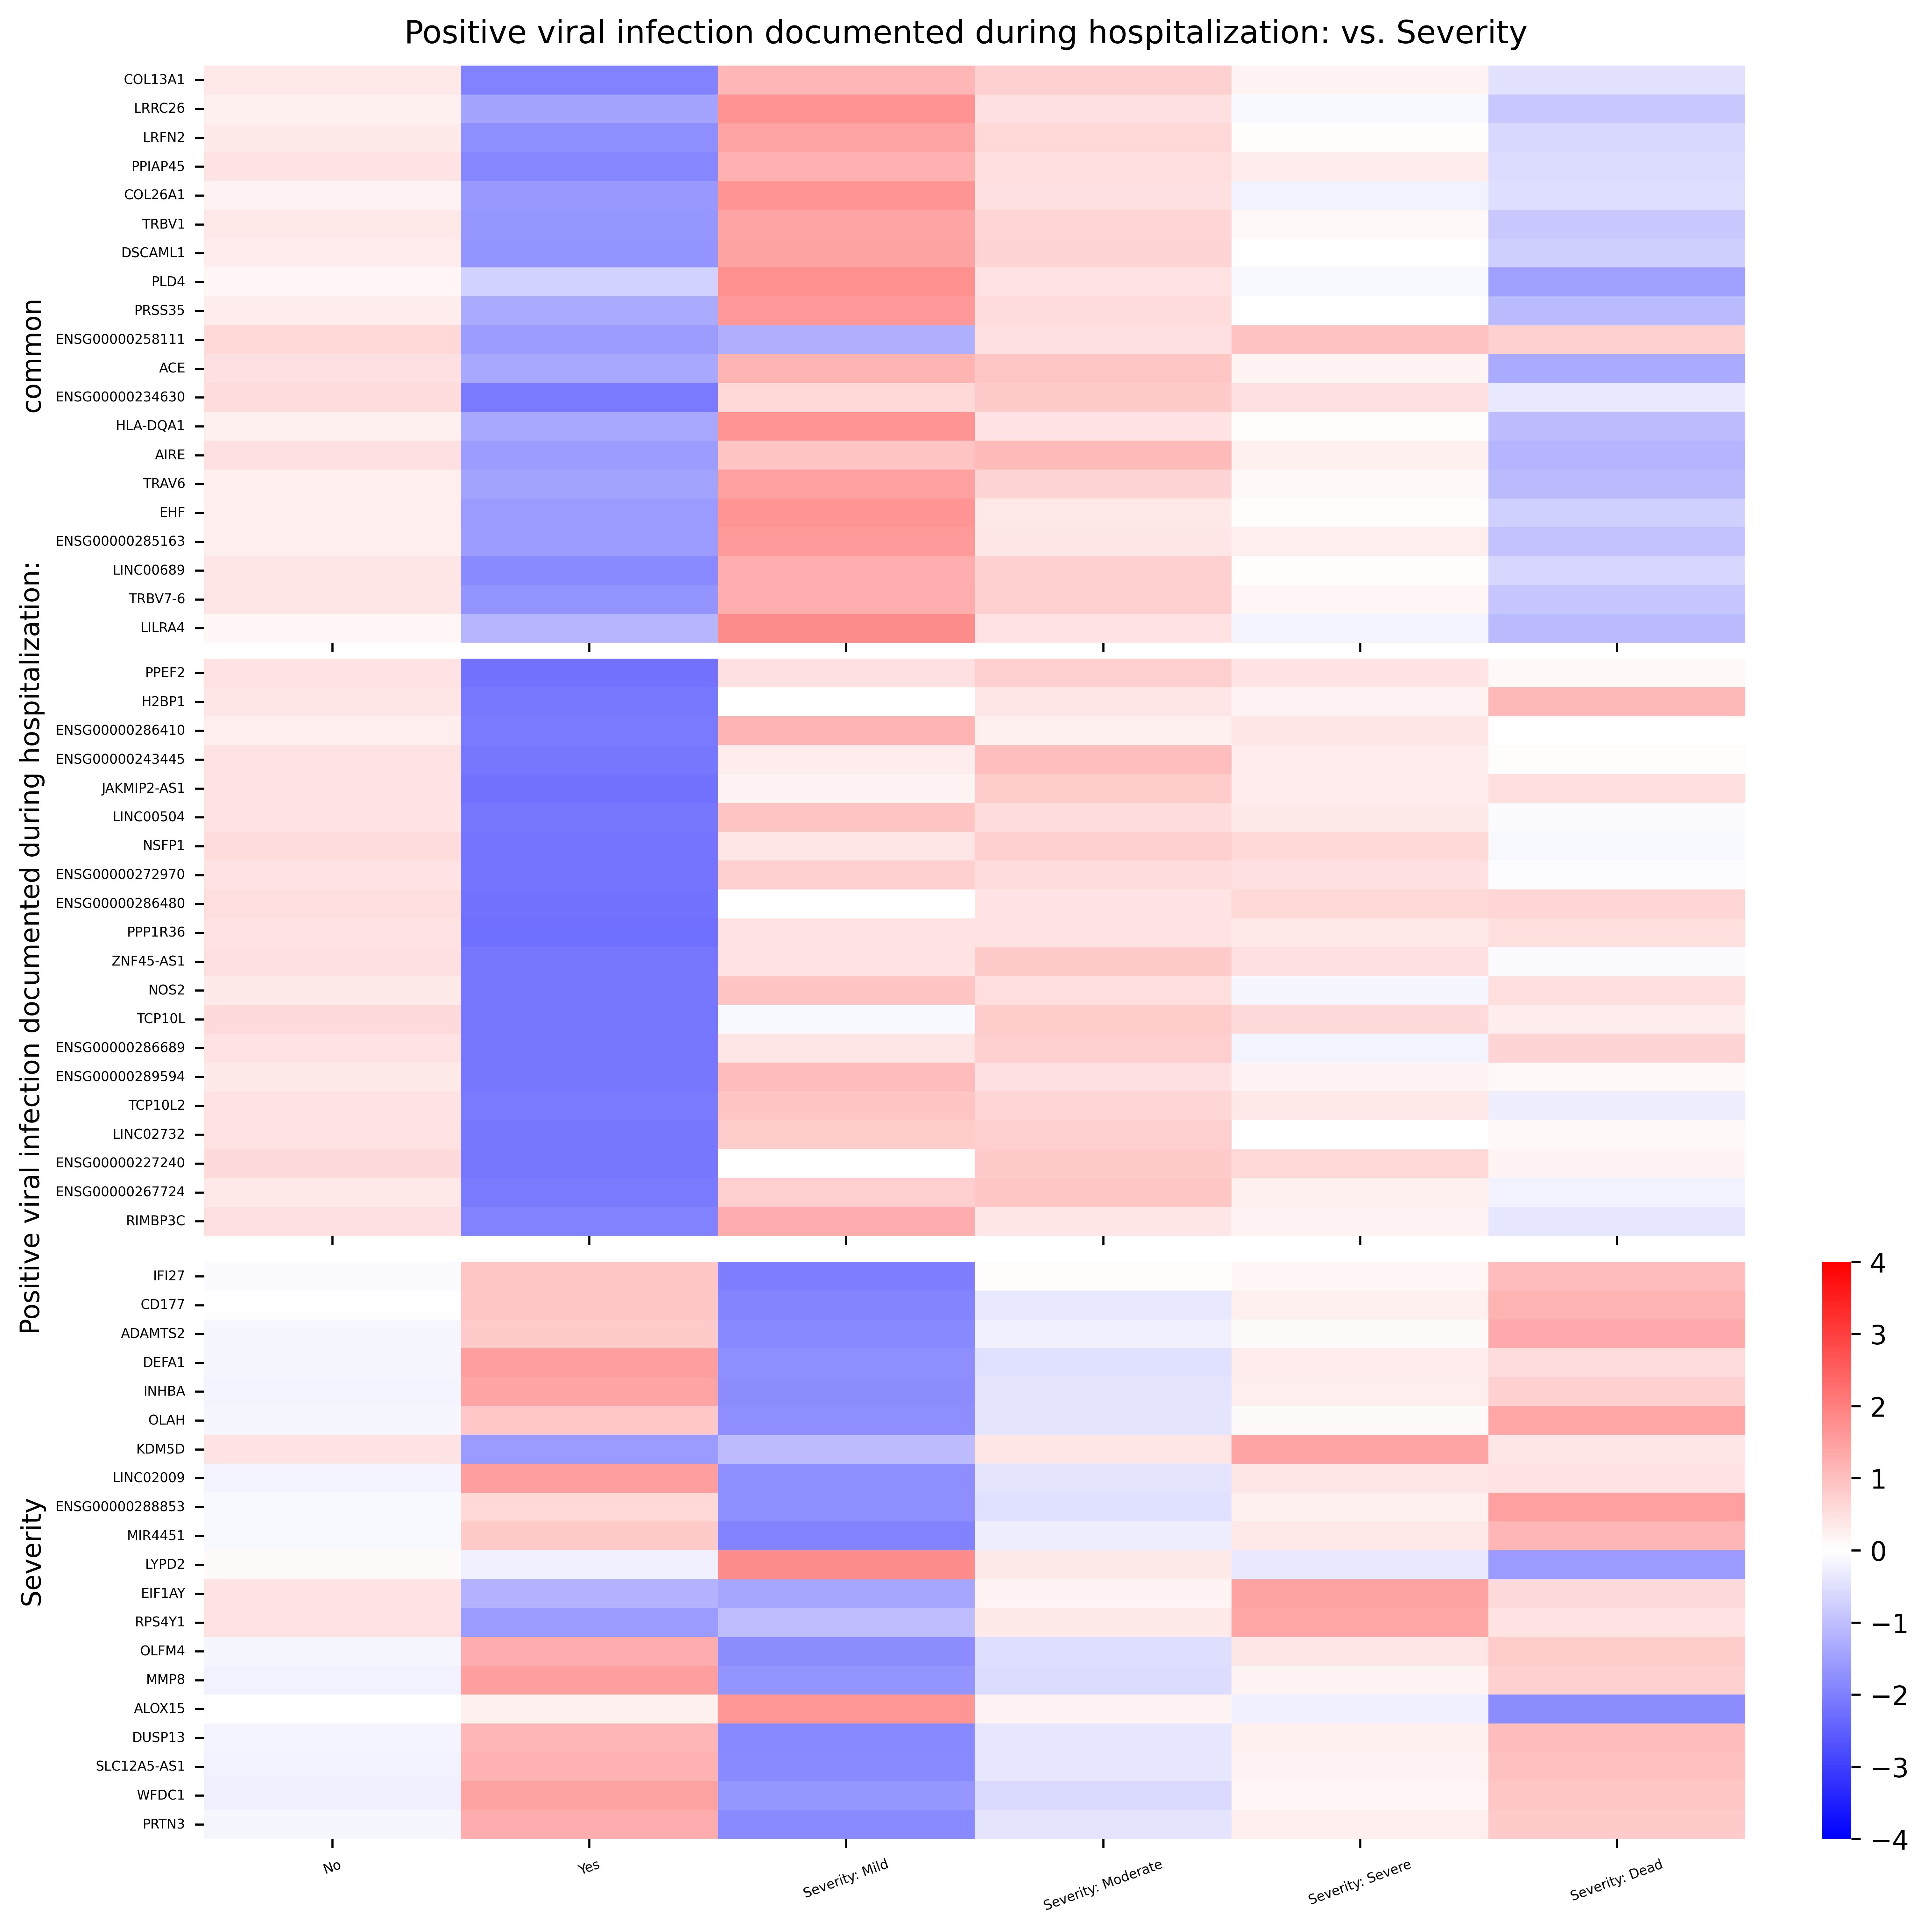 Positive viral infection documented during hospitalization: vs. Severity
common
COL13A1
LRRC26
LRFN2
PPIAP45
COL26A1
TRBV1
DSCAML1
PLD4
PRSS35
ENSG00000258111
ACE
ENSG00000234630
HLA-DQA1
AIRE
TRAV6
EHF
ENSG00000285163
LINC00689
TRBV7-6
LILRA4
Positive viral infection documented during hospitalization:
PPEF2
H2BP1
ENSG00000286410
ENSG00000243445
JAKMIP2-AS1
LINC00504
NSFP1
ENSG00000272970
ENSG00000286480
PPP1R36
ZNF45-AS1
NOS2
TCP10L
ENSG00000286689
ENSG00000289594
TCP10L2
LINC02732
ENSG00000227240
ENSG00000267724
RIMBP3C
Severity
IFI27
CD177
ADAMTS2
DEFA1
INHBA
OLAH
KDM5D
LINC02009
ENSG00000288853
MIR4451
LYPD2
EIF1AY
RPS4Y1
OLFM4
MMP8
ALOX15
DUSP13
SLC12A5-AS1
WFDC1
PRTN3
No
Yes
Severity: Mild
Severity: Moderate
Severity: Severe
Severity: Dead
4
3
2
1
0
−1
−2
−3
−4